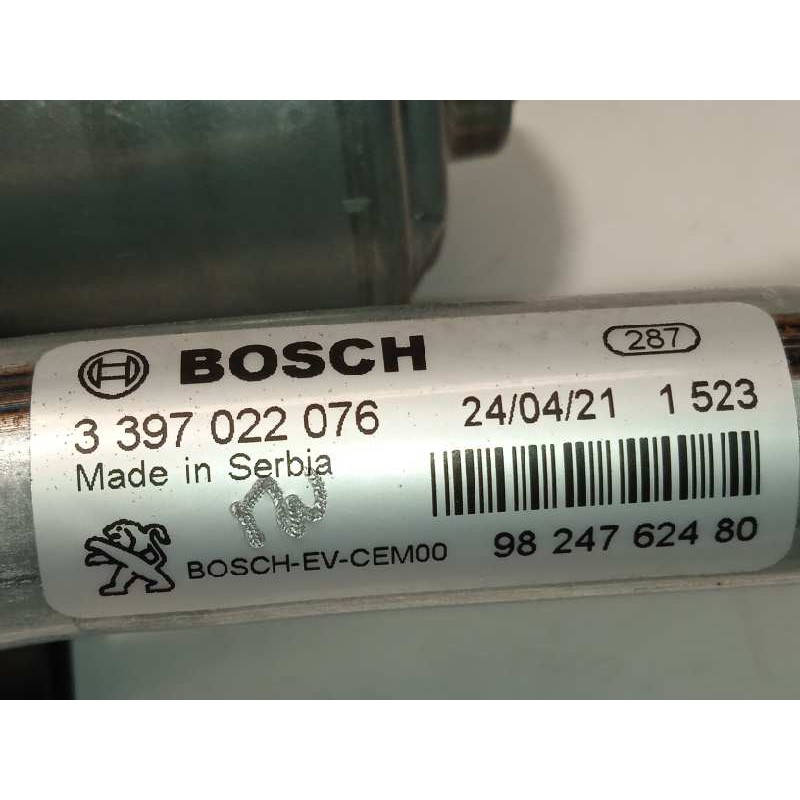 BOSCH
287
3 397 022 076
24/04/21 1 523
Made in Serbia
BOSCH-EV-CEM00
98 247 624 80